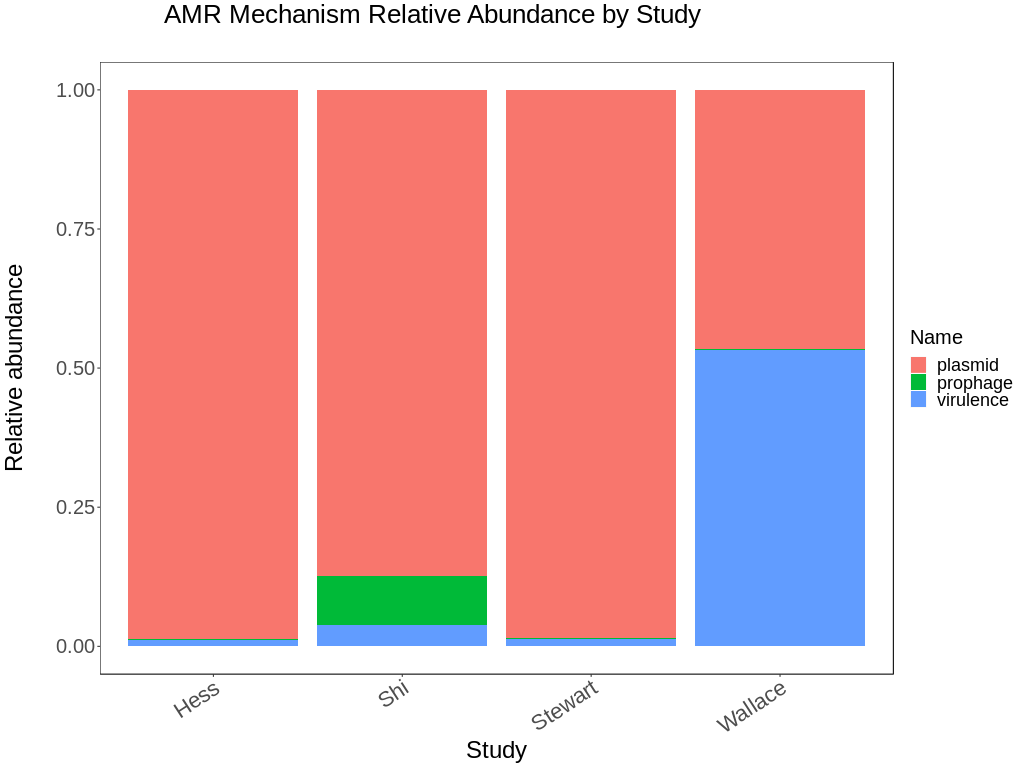 AMR Mechanism Relative Abundance by Study
Relative abundance
1.00
0.75
0.50
0.25
0.00
Hess
Shi
Stewart
Wallace
Study
Name
plasmid
prophage
virulence